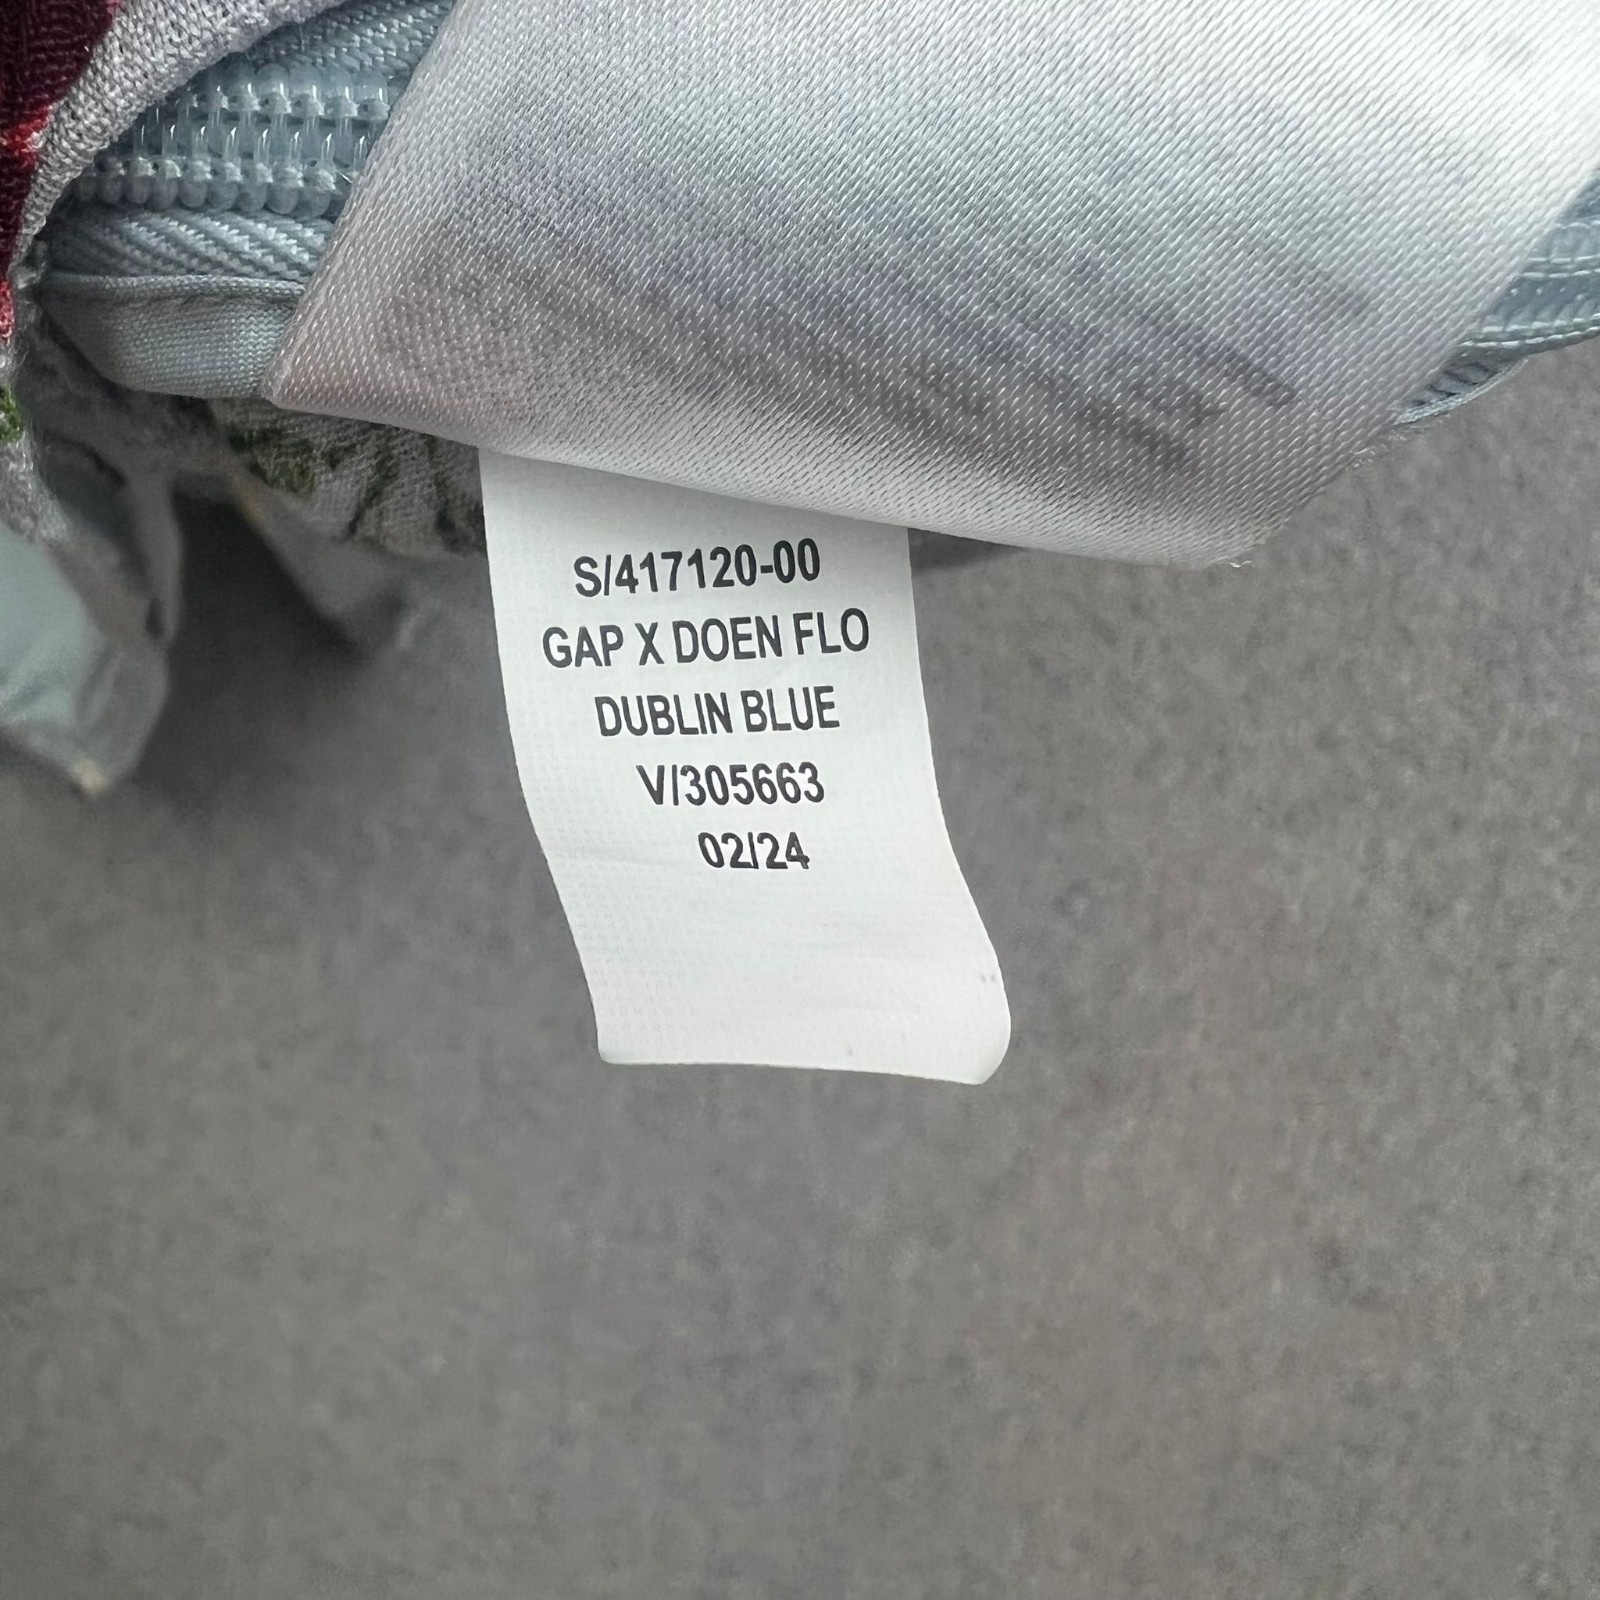 S/417120-00
GAP X DOEN FLO
DUBLIN BLUE
V/305663
02/24